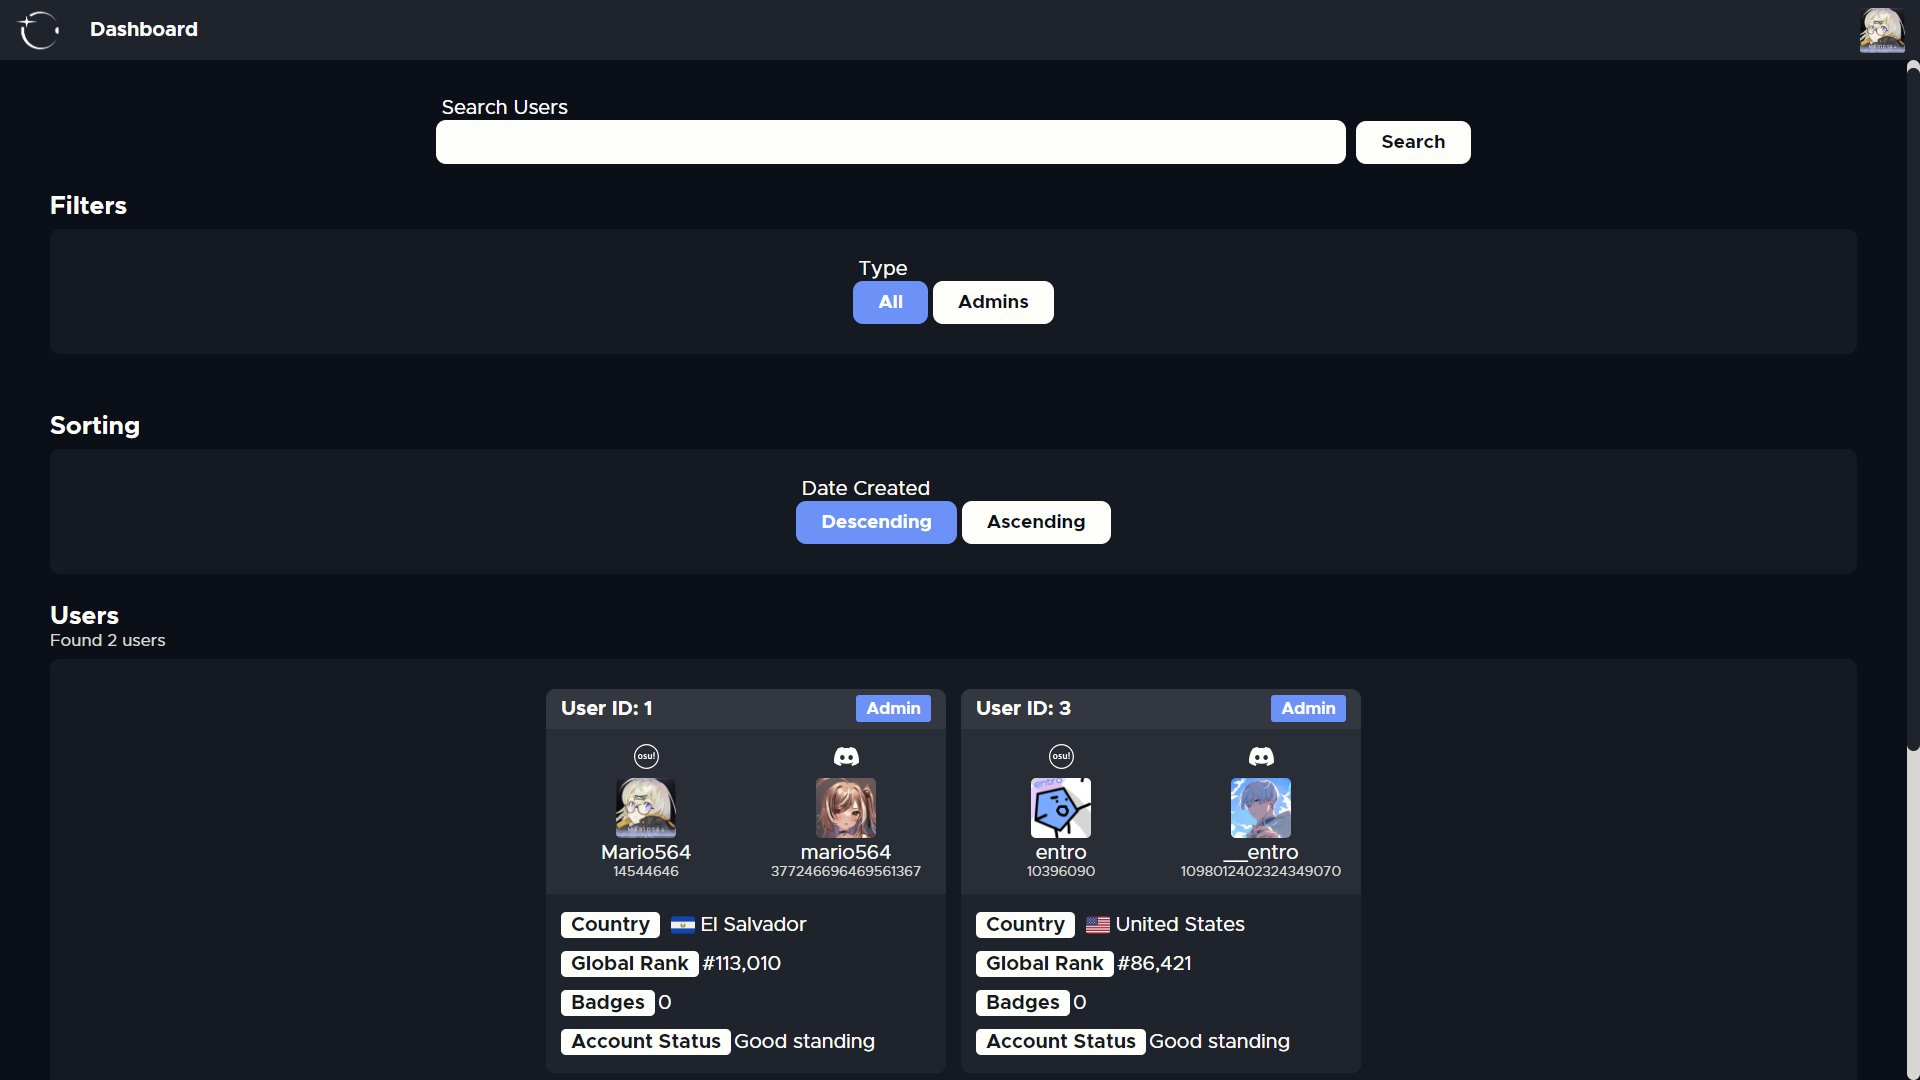 Dashboard
Search Users
Search
Filters
Type
All
Admins
Sorting
Date Created
Descending
Ascending
Users
Found 2 users
User ID: 1
Admin
osu!
Mario564
14544646
mario564
377246696469561367
Country El Salvador
Global Rank #113,010
Badges 0
Account Status Good standing
User ID: 3
Admin
osu!
entro
entro
10396090
__entro
1098012402324349070
Country United States
Global Rank #86,421
Badges 0
Account Status Good standing